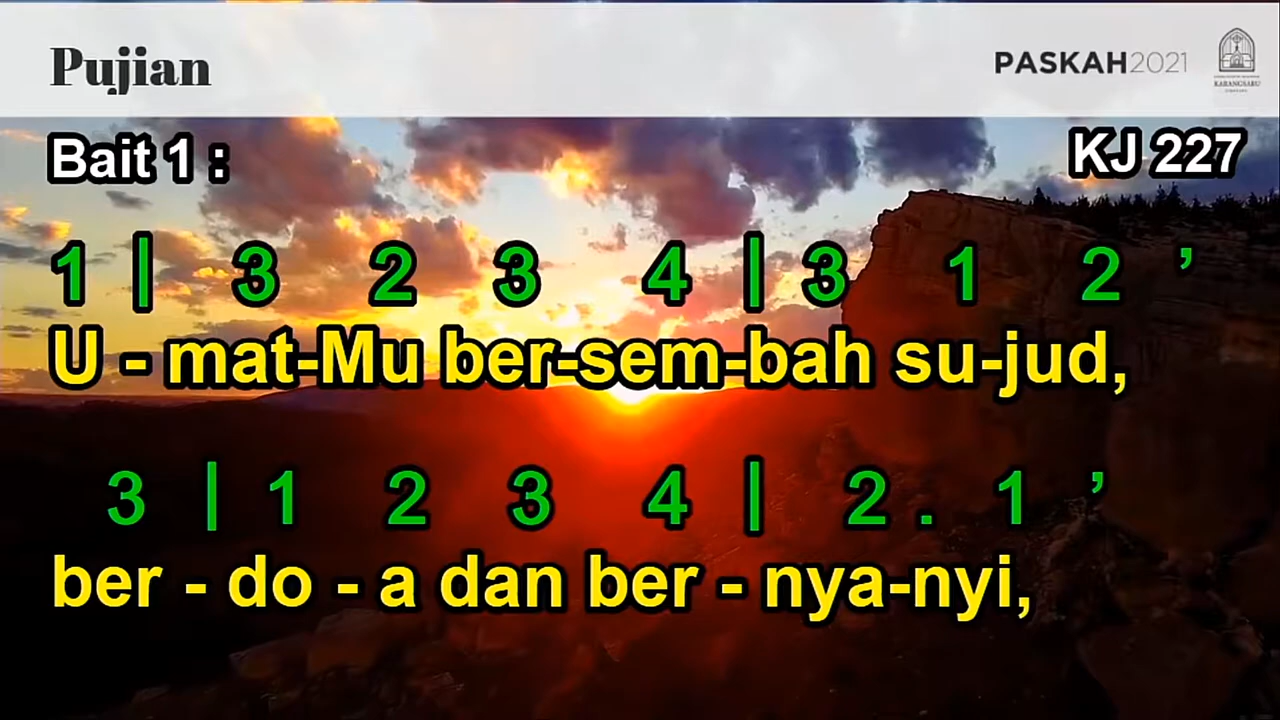 Pujian
PASKAH2021
KARANGSARU
Bait 1 :
KJ 227
1 | 3 2 3 4 | 3 1 2 ’
U - mat-Mu ber-sem-bah su-jud,
3 | 1 2 3 4 | 2 . 1 ’
ber - do - a dan ber - nya-nyi,